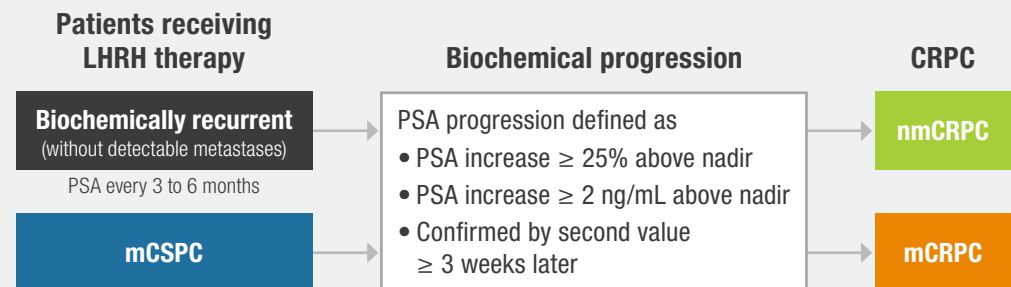 Patients receiving
LHRH therapy
Biochemical progression
CRPC
Biochemically recurrent
(without detectable metastases)
PSA every 3 to 6 months
mCSPC
PSA progression defined as
• PSA increase ≥ 25% above nadir
• PSA increase ≥ 2 ng/mL above nadir
• Confirmed by second value
≥ 3 weeks later
nmCRPC
mCRPC